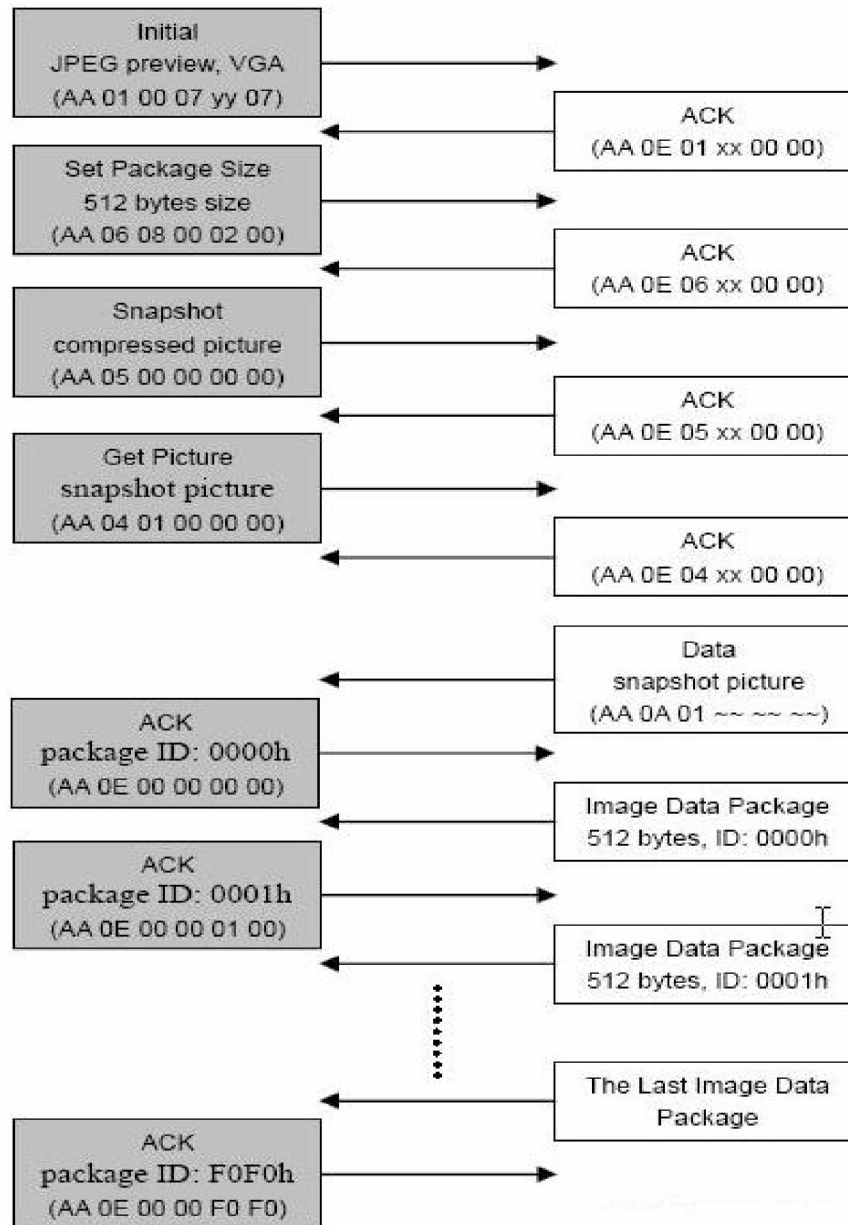 Initial
JPEG preview, VGA
(AA 01 00 07 yy 07)
ACK
(AA 0E 01 xx 00 00)
Set Package Size
512 bytes size
(AA 06 08 00 02 00)
ACK
(AA 0E 06 xx 00 00)
Snapshot
compressed picture
(AA 05 00 00 00 00)
ACK
(AA 0E 05 xx 00 00)
Get Picture
snapshot picture
(AA 04 01 00 00 00)
ACK
(AA 0E 04 xx 00 00)
Data
snapshot picture
(AA 0A 01 ~~ ~~ ~~)
ACK
package ID: 0000h
(AA 0E 00 00 00 00)
Image Data Package
512 bytes, ID: 0000h
ACK
package ID: 0001h
(AA 0E 00 00 01 00)
Image Data Package
512 bytes, ID: 0001h
The Last Image Data
Package
ACK
package ID: F0F0h
(AA 0E 00 00 F0 F0)